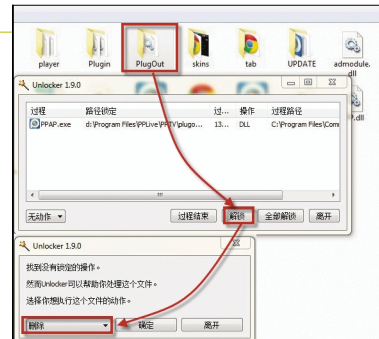 player Plugin PlugOut skins tab UPDATE admodule.dll
Unlocker 1.9.0
过程 路径锁定 过... 操作 过程路径
PPAP.exe d:\Program Files\PPLive\PPTV\plugo... 13... DLL C:\Program Files\Com
P.dll
无动作 过程结束 解锁 全部解锁 离开
Unlocker 1.9.0
找到没有锁定的操作。
然而Unlocker可以帮助你处理这个文件。
选择你想执行这个文件的动作。
删除 确定 离开